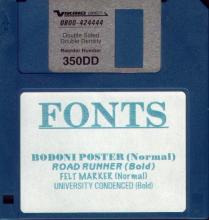 VIKING DIRECT
0800-424444
Double Sided
Double Density
Reorder Number
350DD
FONTS
BODONI POSTER (Normal)
ROAD RUNNER (Bold)
FELT MARKER (Normal)
UNIVERSITY CONDENCED (Bold)